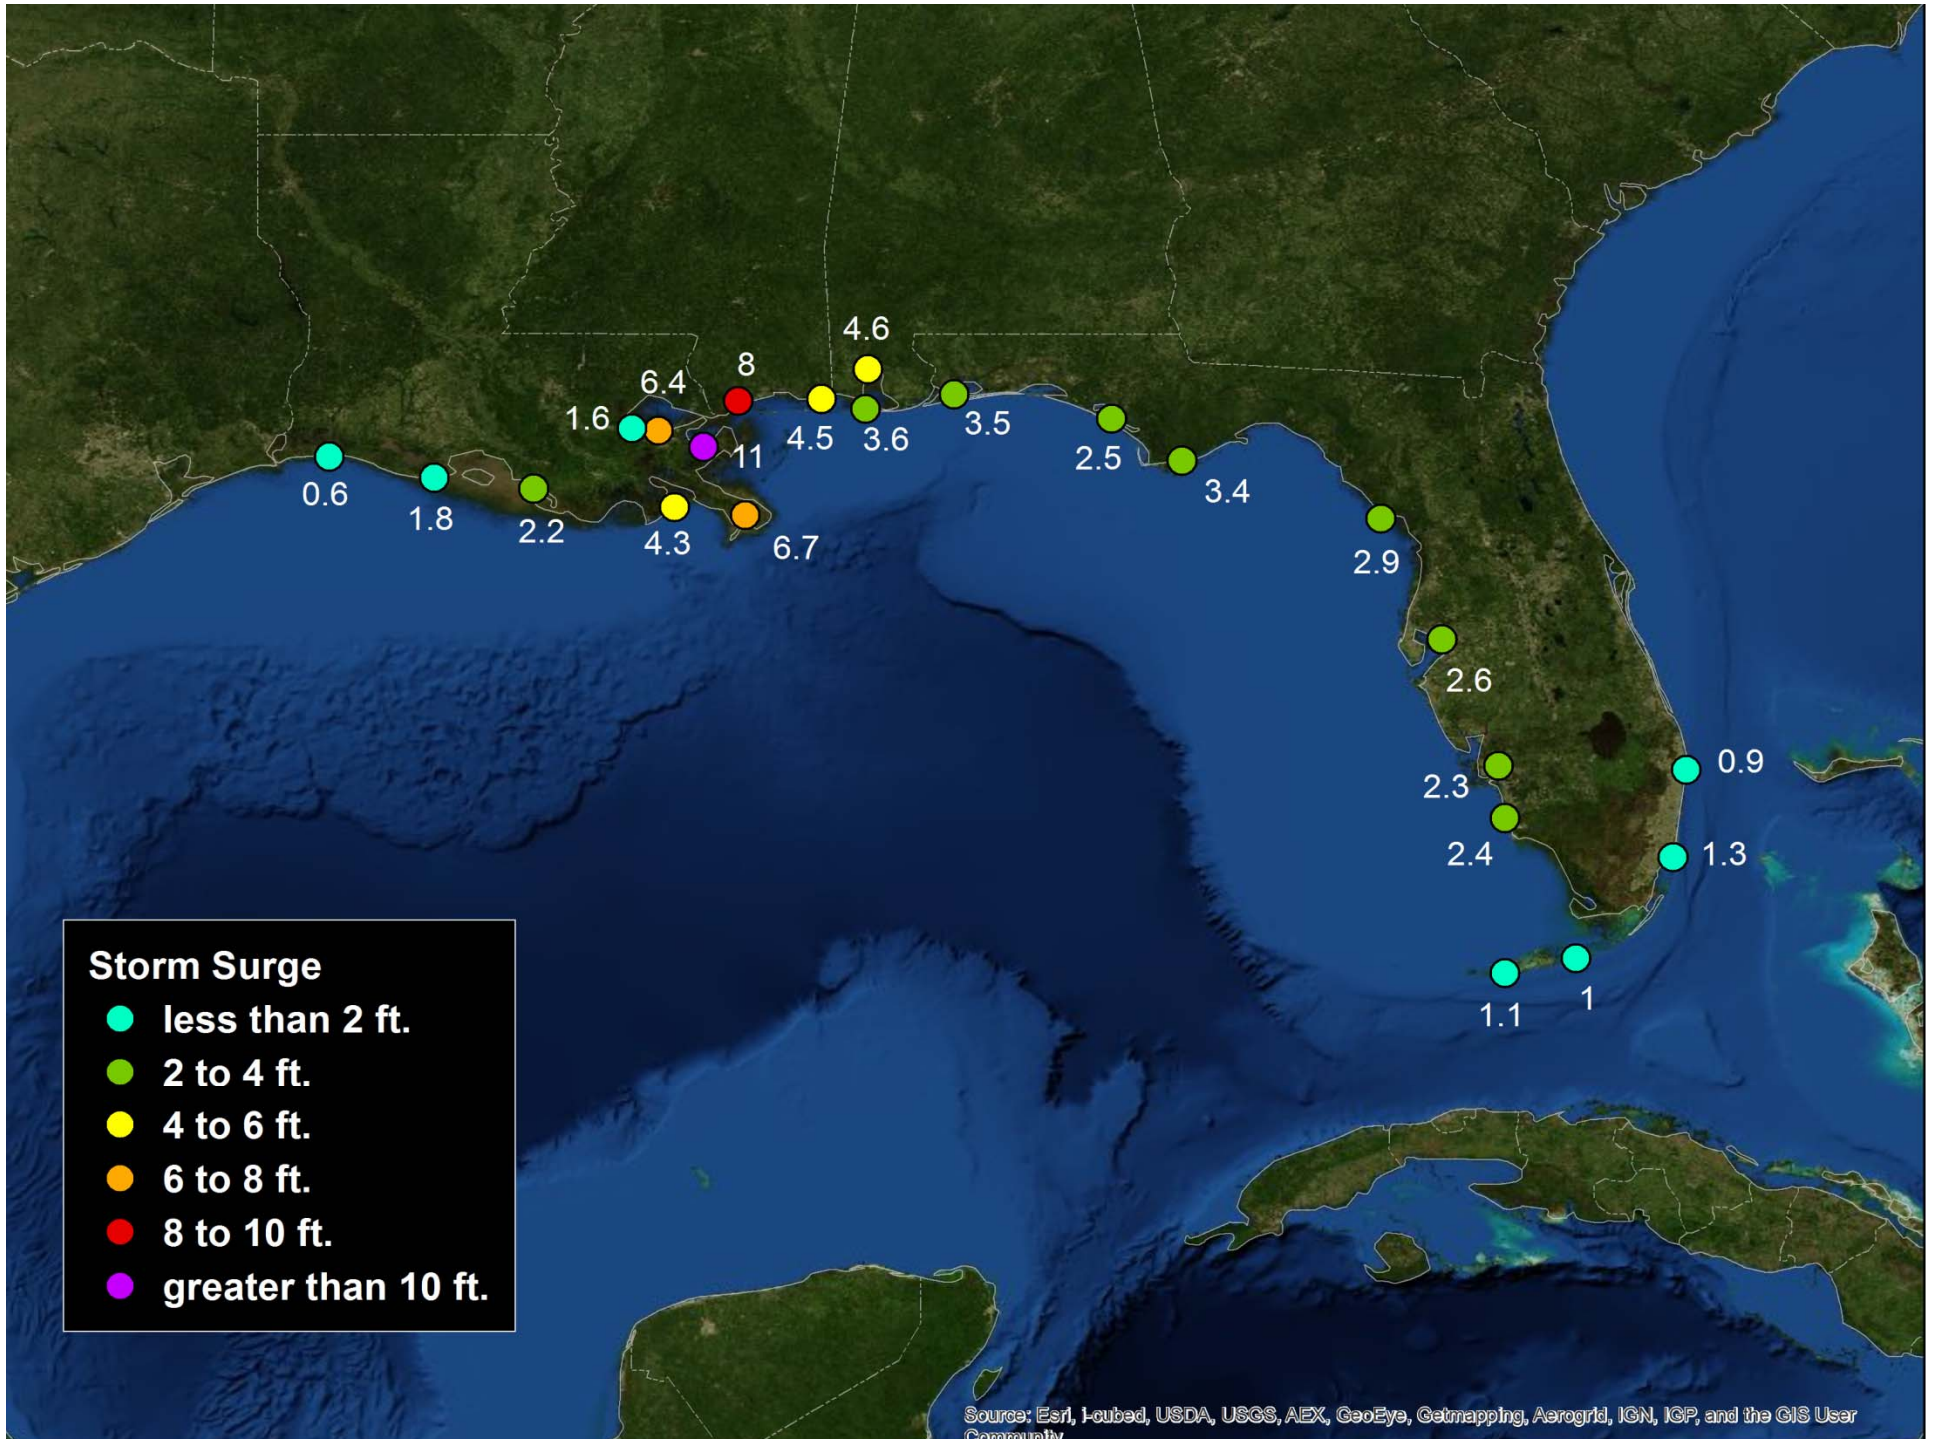 4.6
8
6.4
1.6
4.5
3.6
3.5
11
2.5
3.4
0.6
1.8
2.2
4.3
6.7
2.9
2.6
0.9
2.3
2.4
1.3
1.1
1
Storm Surge
less than 2 ft.
2 to 4 ft.
4 to 6 ft.
6 to 8 ft.
8 to 10 ft.
greater than 10 ft.
Source: Esri, i-cubed, USDA, USGS, AEX, GeoEye, Getmapping, Aerogrid, IGN, IGP, and the GIS User
Community